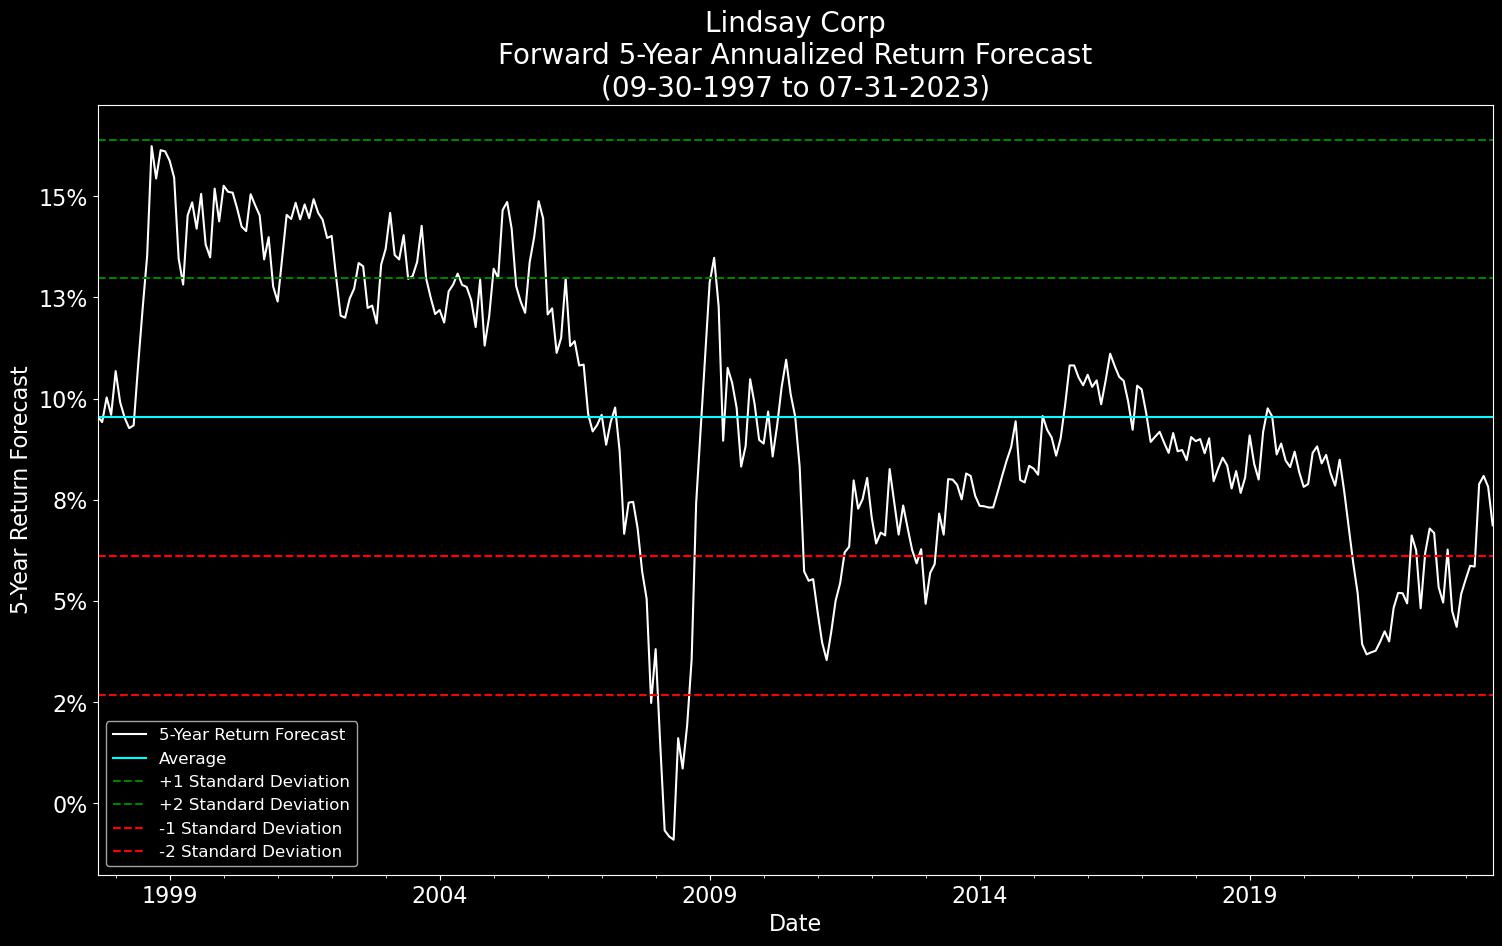 Lindsay Corp
Forward 5-Year Annualized Return Forecast
(09-30-1997 to 07-31-2023)
5-Year Return Forecast
15%
13%
10%
8%
5%
2%
0%
5-Year Return Forecast
Average
+1 Standard Deviation
+2 Standard Deviation
-1 Standard Deviation
-2 Standard Deviation
1999 2004 2009 2014 2019
Date